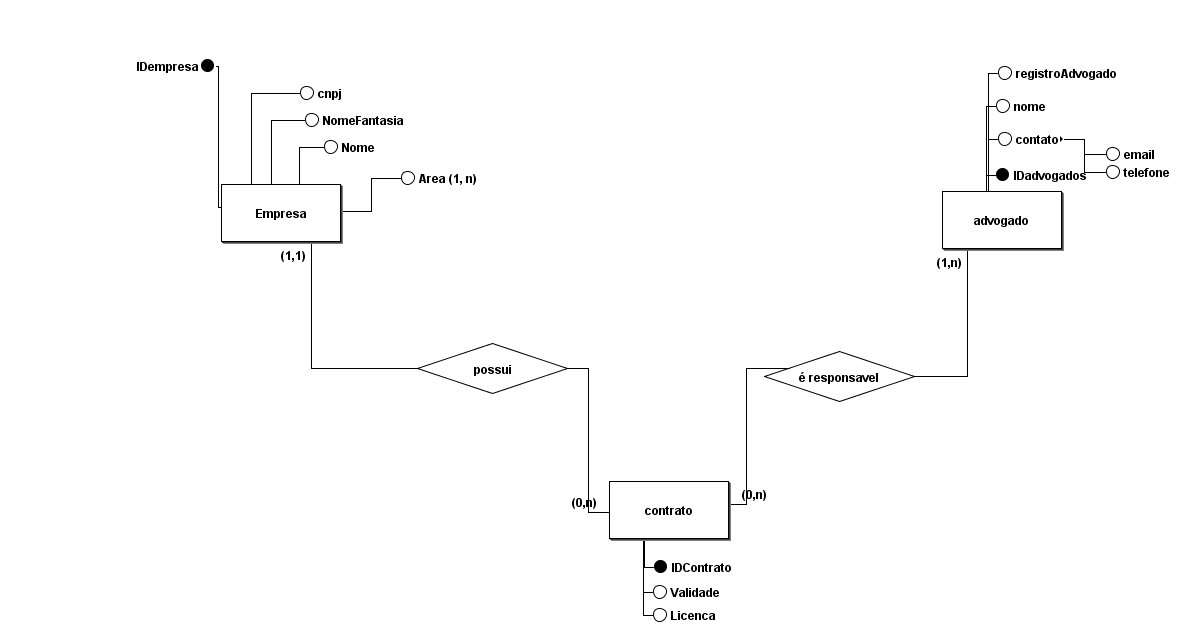 IDempresa
cnpj
NomeFantasia
Nome
Area (1, n)
Empresa
(1,1)
registroAdvogado
nome
contato
email
telefone
IDadvogados
advogado
(1,n)
possui
é responsavel
(0,n)
(0,n)
contrato
IDContrato
Validade
Licenca